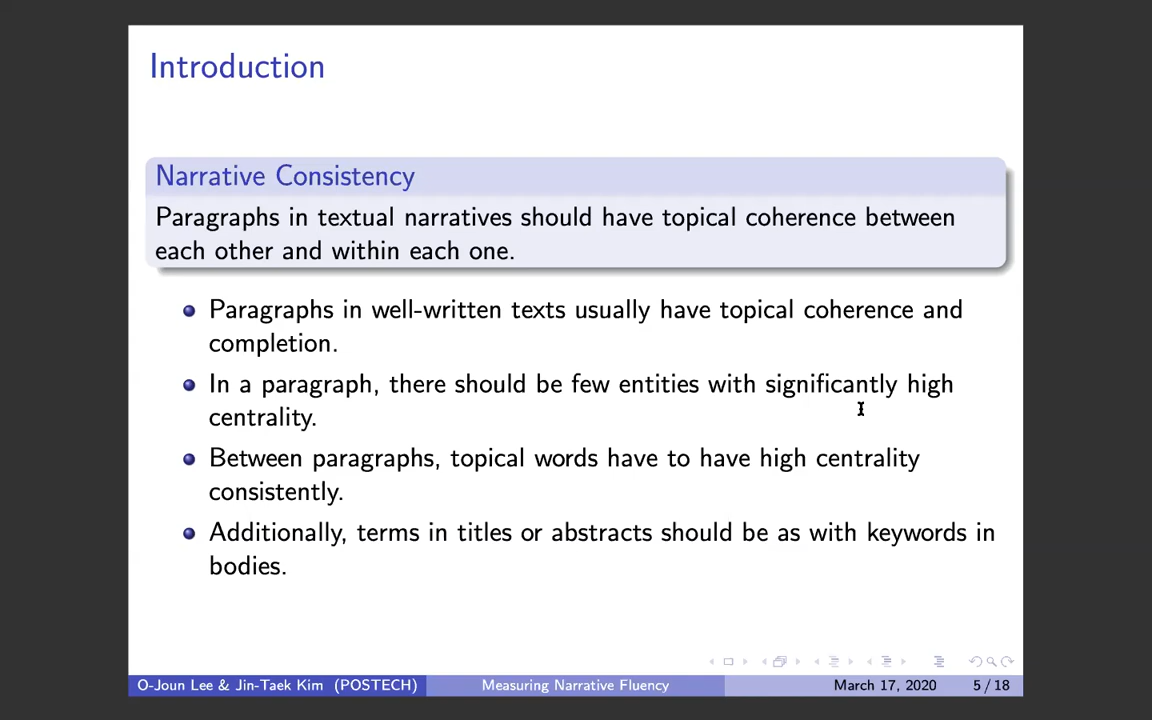 Introduction
Narrative Consistency
Paragraphs in textual narratives should have topical coherence between
each other and within each one.
Paragraphs in well-written texts usually have topical coherence and
completion.
In a paragraph, there should be few entities with significantly high
centrality.
Between paragraphs, topical words have to have high centrality
consistently.
Additionally, terms in titles or abstracts should be as with keywords in
bodies.
O-Joun Lee & Jin-Taek Kim (POSTECH) Measuring Narrative Fluency March 17, 2020 5 / 18